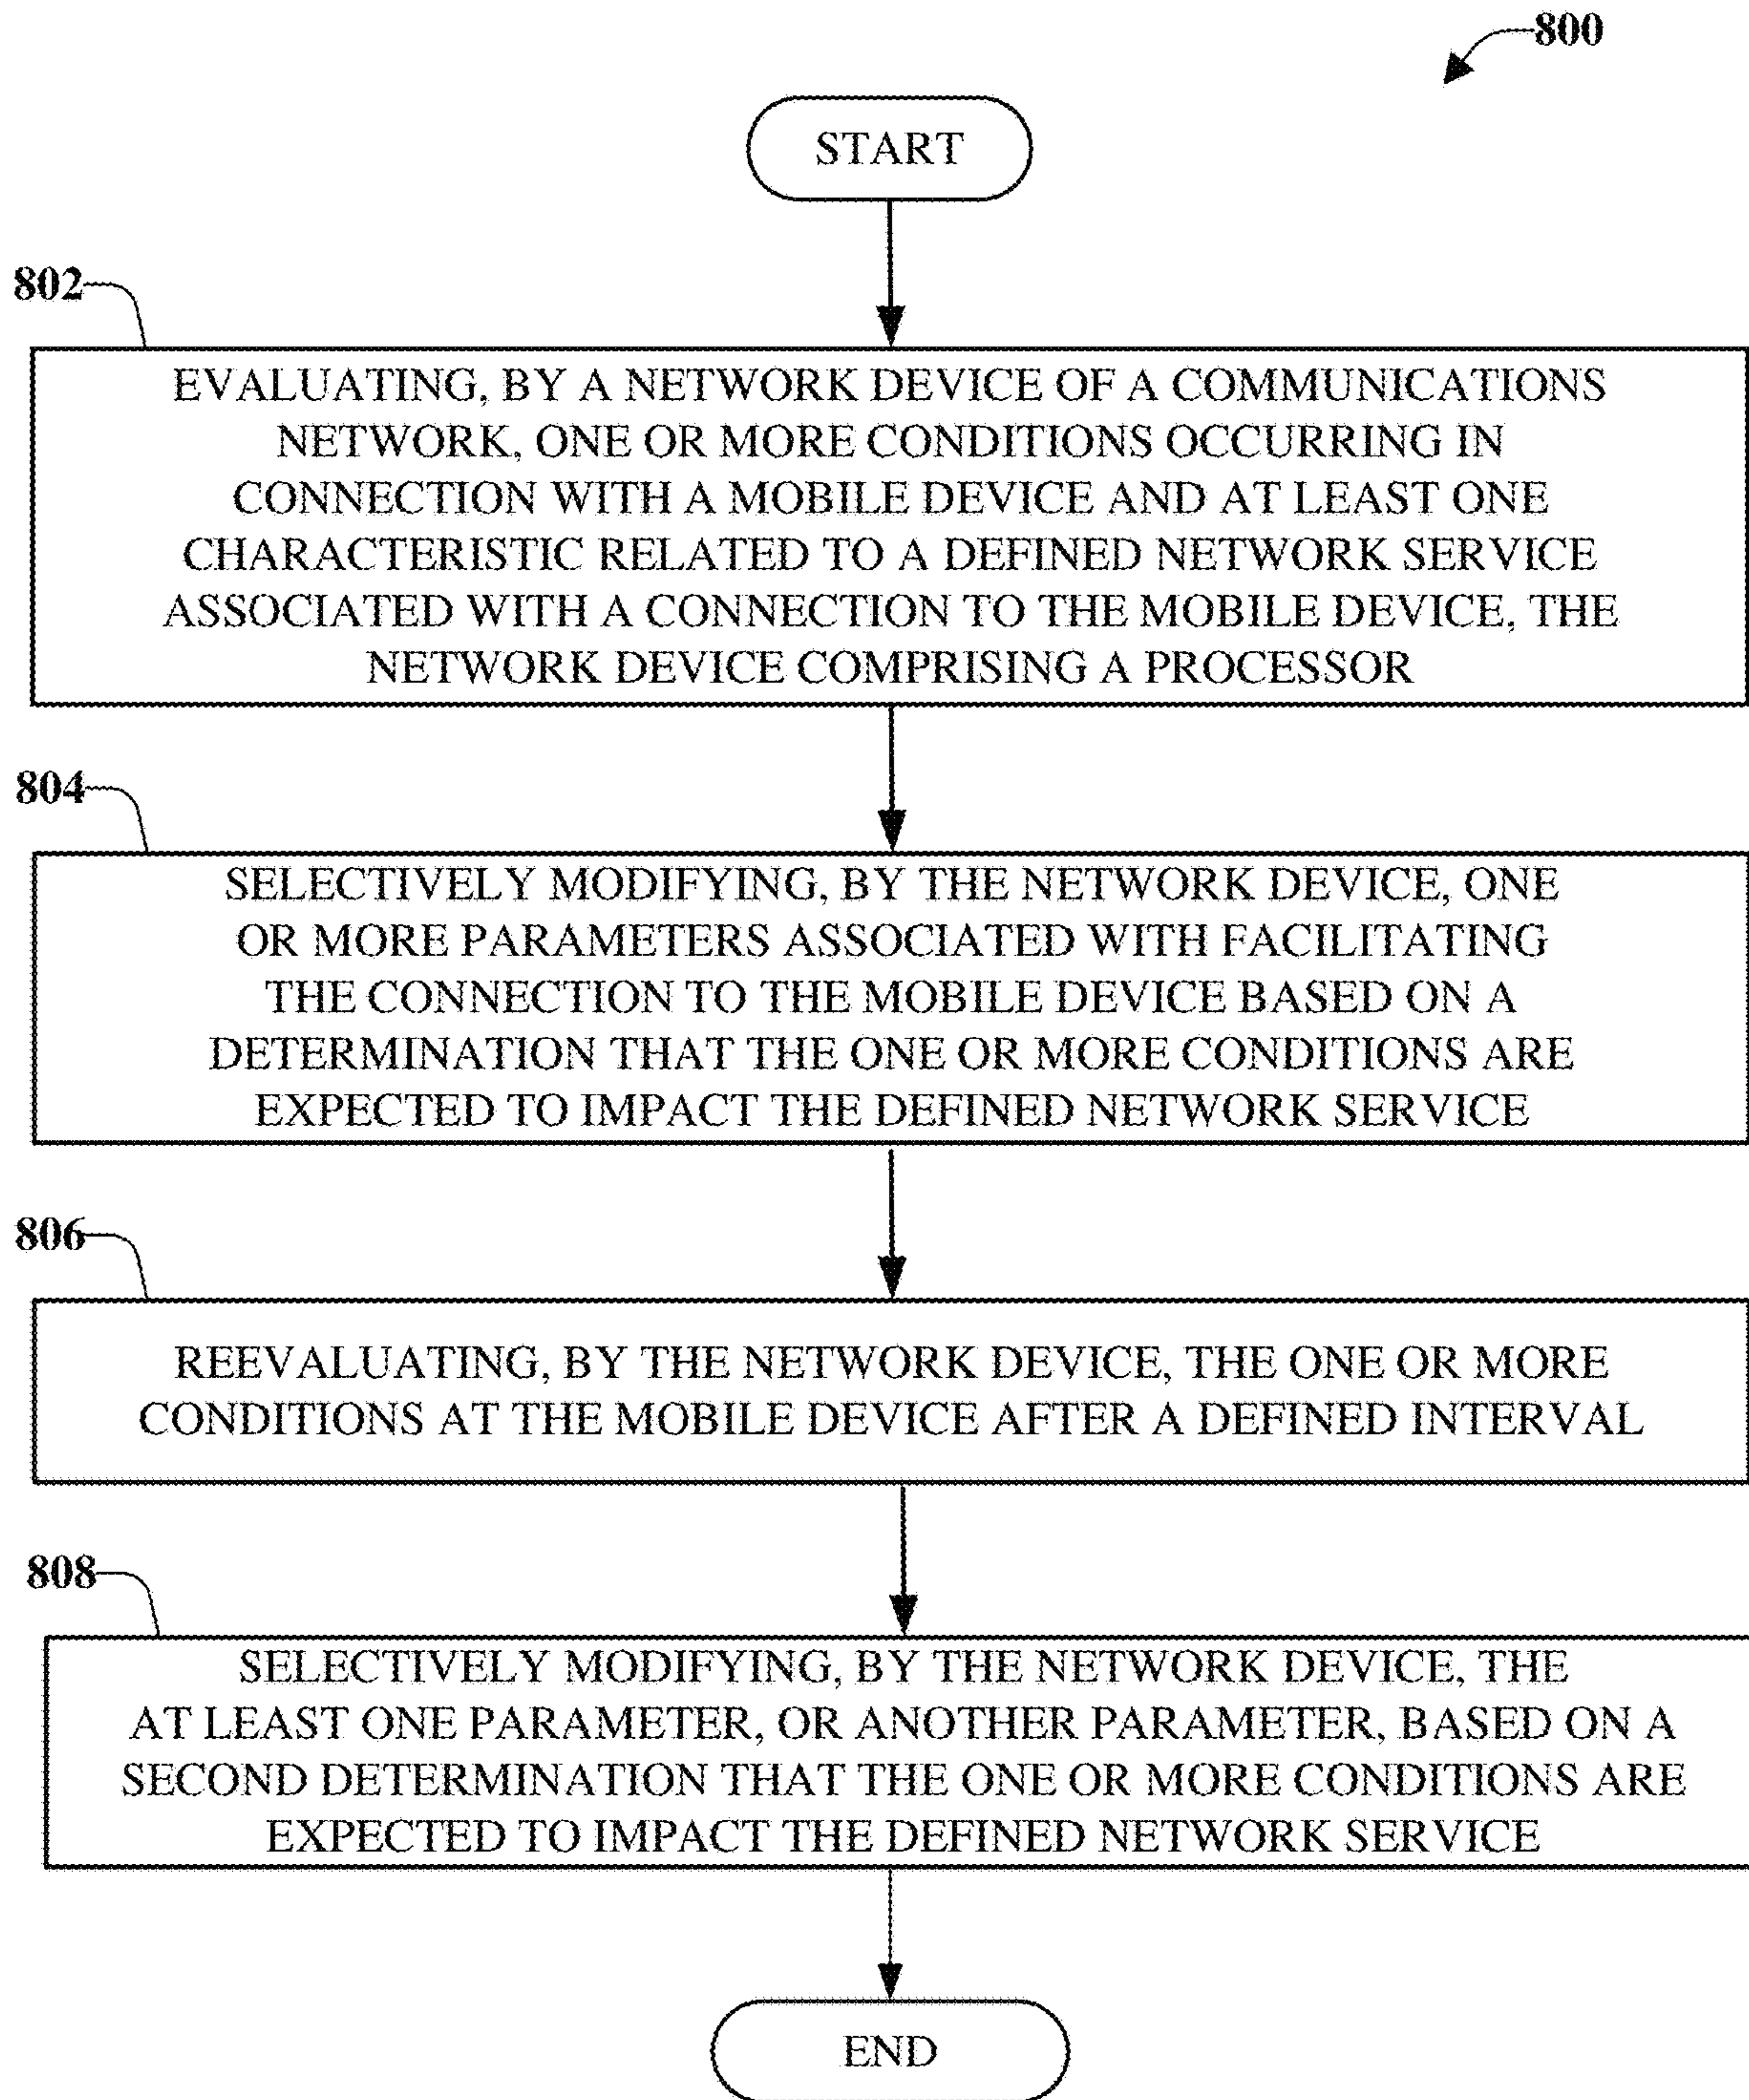 800
START
802
EVALUATING, BY A NETWORK DEVICE OF A COMMUNICATIONS
NETWORK, ONE OR MORE CONDITIONS OCCURRING IN
CONNECTION WITH A MOBILE DEVICE AND AT LEAST ONE
CHARACTERISTIC RELATED TO A DEFINED NETWORK SERVICE
ASSOCIATED WITH A CONNECTION TO THE MOBILE DEVICE, THE
NETWORK DEVICE COMPRISING A PROCESSOR
804
SELECTIVELY MODIFYING, BY THE NETWORK DEVICE, ONE
OR MORE PARAMETERS ASSOCIATED WITH FACILITATING
THE CONNECTION TO THE MOBILE DEVICE BASED ON A
DETERMINATION THAT THE ONE OR MORE CONDITIONS ARE
EXPECTED TO IMPACT THE DEFINED NETWORK SERVICE
806
REEVALUATING, BY THE NETWORK DEVICE, THE ONE OR MORE
CONDITIONS AT THE MOBILE DEVICE AFTER A DEFINED INTERVAL
808
SELECTIVELY MODIFYING, BY THE NETWORK DEVICE, THE
AT LEAST ONE PARAMETER, OR ANOTHER PARAMETER, BASED ON A
SECOND DETERMINATION THAT THE ONE OR MORE CONDITIONS ARE
EXPECTED TO IMPACT THE DEFINED NETWORK SERVICE
END